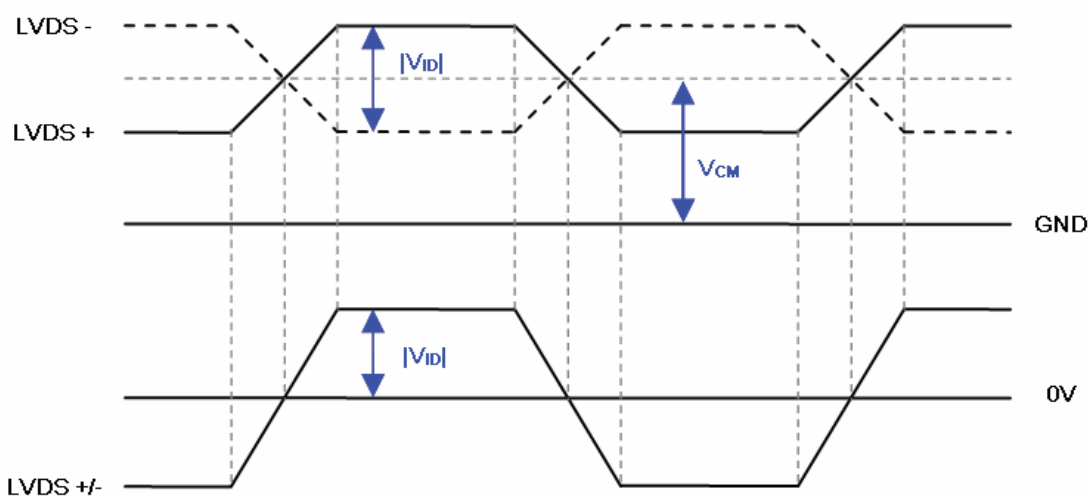 LVDS -
|VID|
LVDS +
VCM
GND
|VID|
0V
LVDS +/-